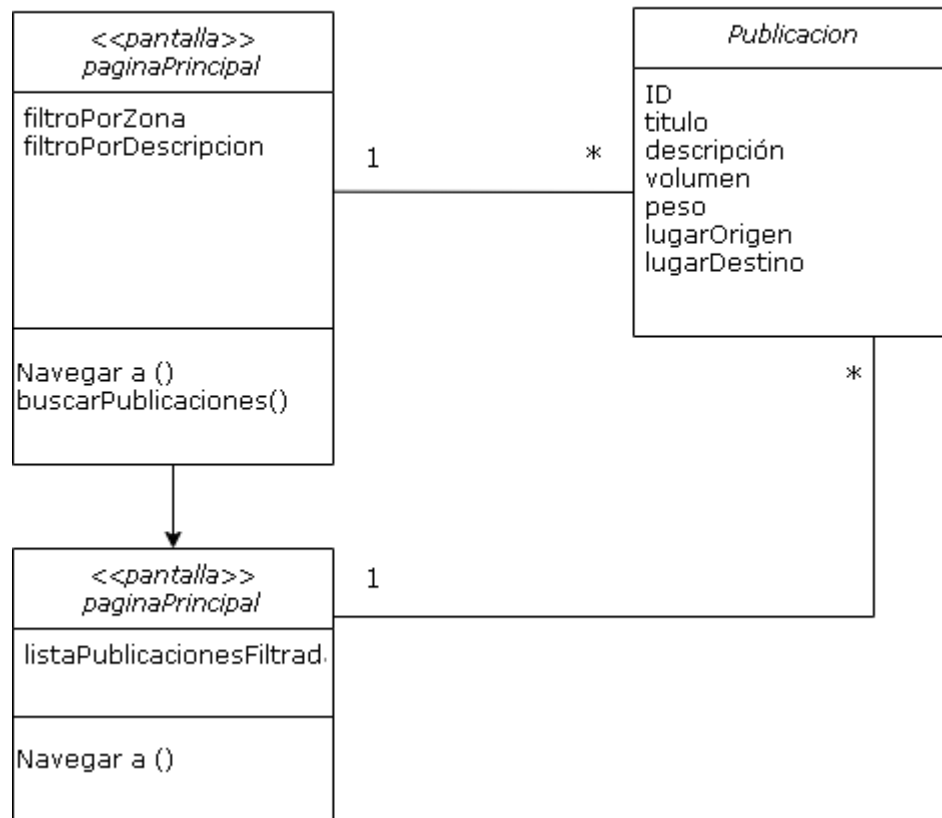 <<pantalla>>
paginaPrincipal
filtroPorZona
filtroPorDescripcion
Navegar a ()
buscarPublicaciones()
1
*
Publicacion
ID
titulo
descripción
volumen
peso
lugarOrigen
lugarDestino
*
<<pantalla>>
paginaPrincipal
listaPublicacionesFiltrad
Navegar a ()
1